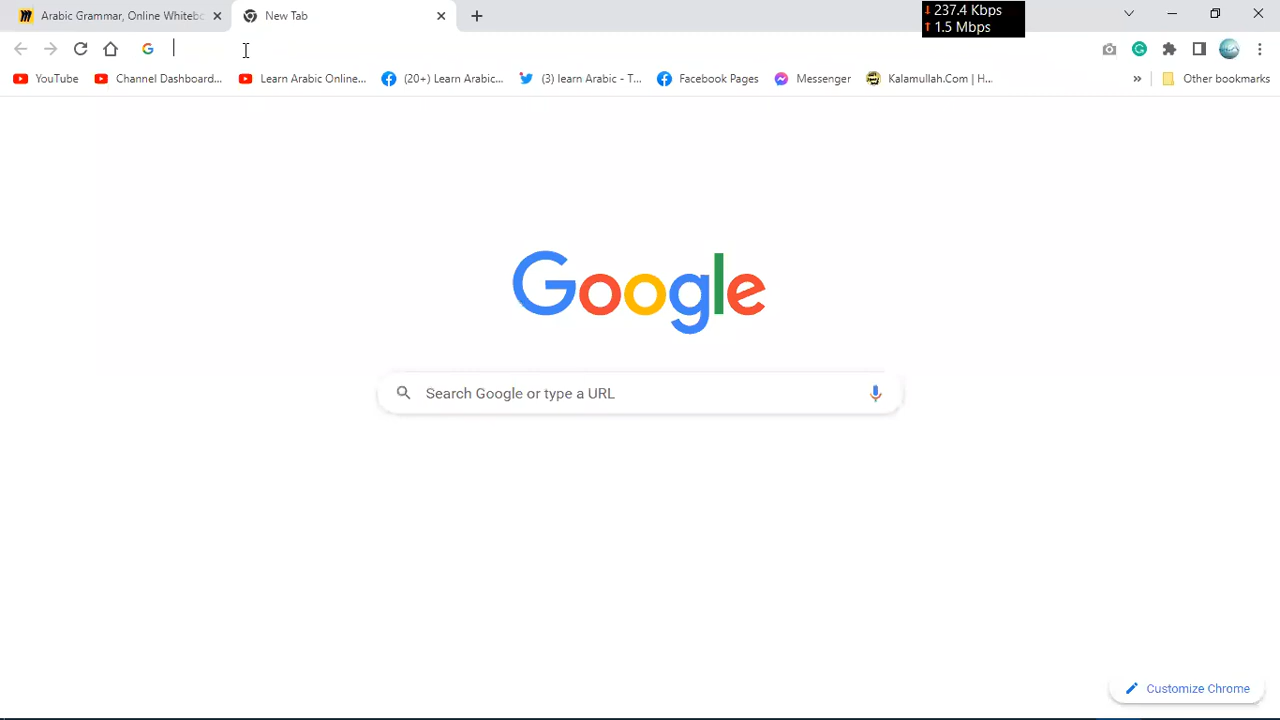 Arabic Grammar, Online Whitebc
New Tab
237.4 Kbps
1.5 Mbps
YouTube
Channel Dashboard...
Learn Arabic Online...
(20+) Learn Arabic...
(3) learn Arabic - T...
Facebook Pages
Messenger
Kalamullah.Com | H...
Other bookmarks
Google
Search Google or type a URL
Customize Chrome